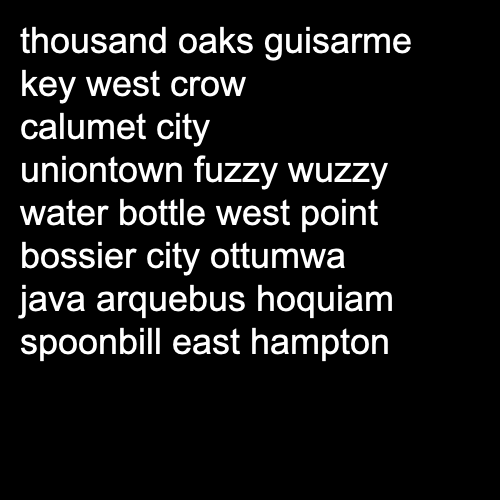 thousand oaks guisarme
key west crow
calumet city
uniontown fuzzy wuzzy
water bottle west point
bossier city ottumwa
java arquebus hoquiam
spoonbill east hampton